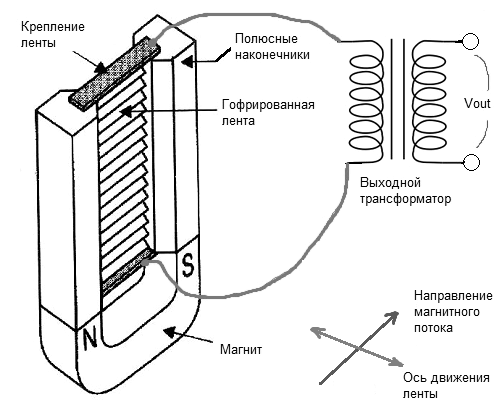 Крепление
ленты
Полюсные
наконечники
Гофрированная
лента
Vout
Выходной
трансформатор
N
S
Магнит
Направление
магнитного
потока
Ось движения
ленты